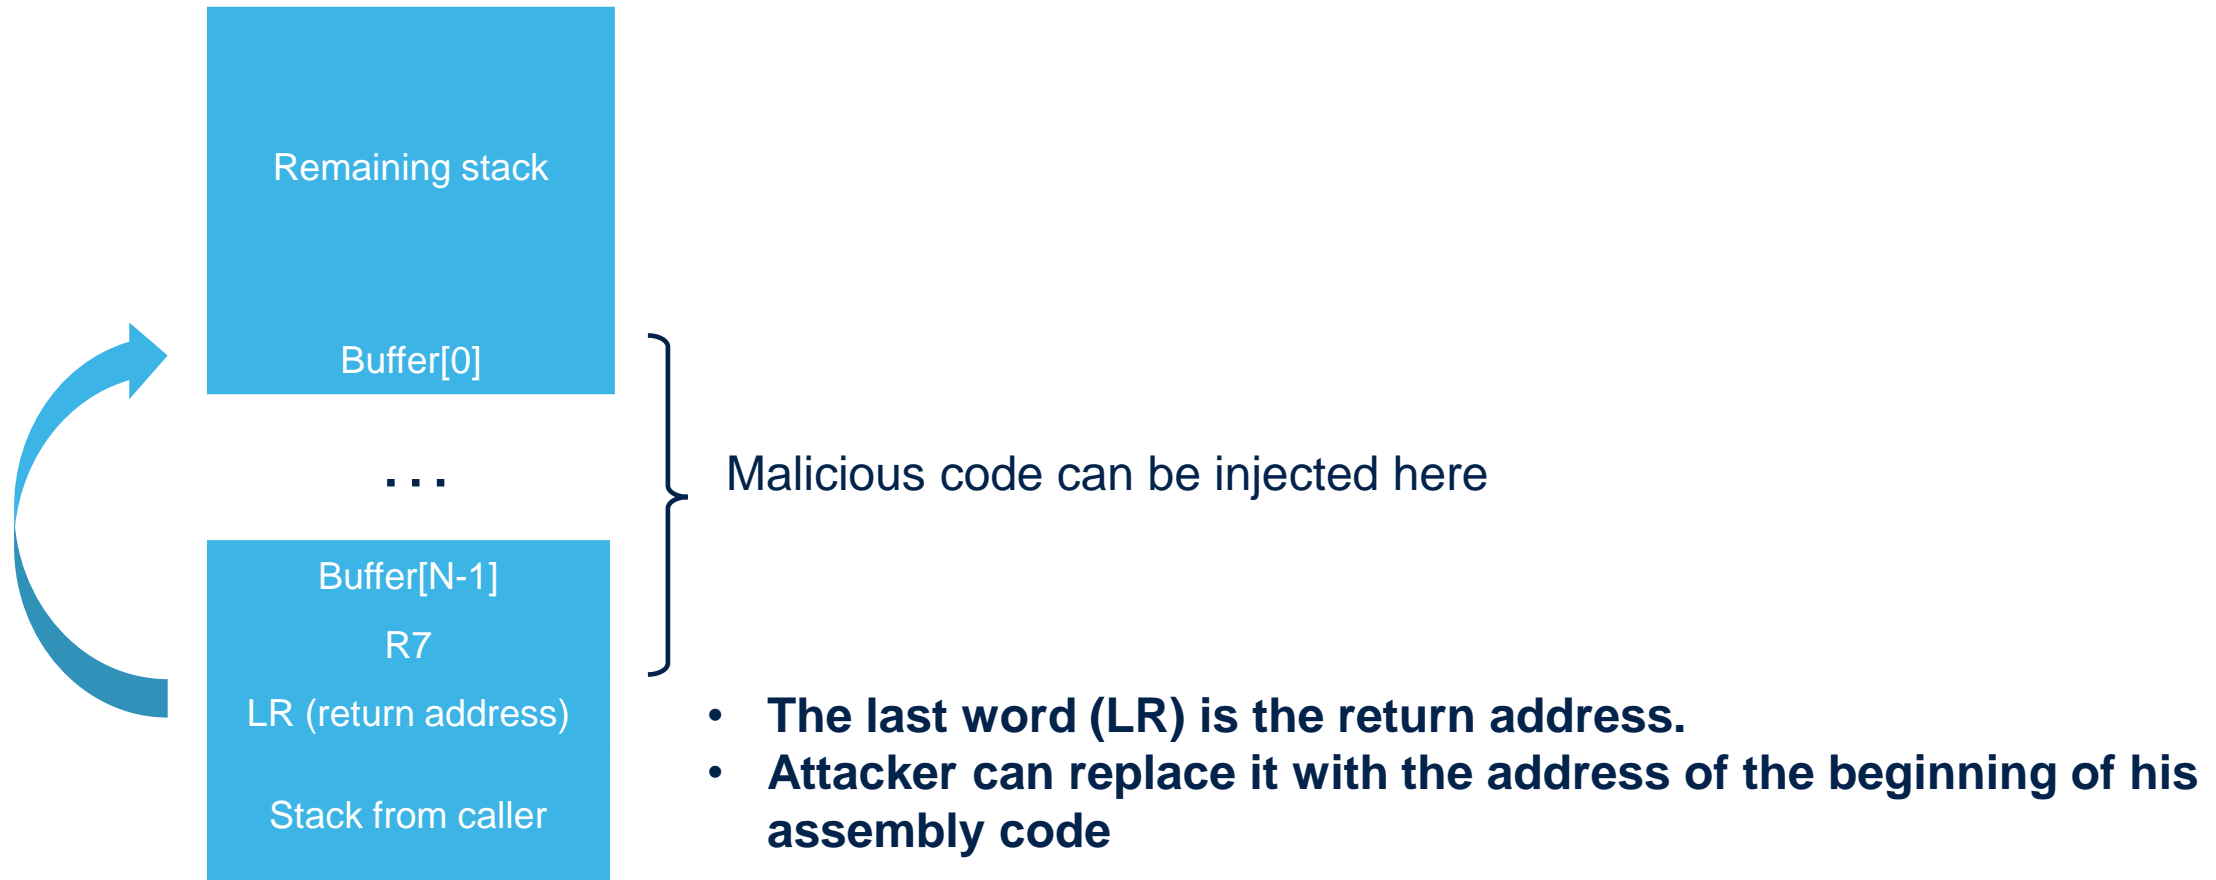 Remaining stack
Buffer[0]
...
Malicious code can be injected here
Buffer[N-1]
R7
LR (return address)
Stack from caller
• The last word (LR) is the return address.
• Attacker can replace it with the address of the beginning of his
assembly code